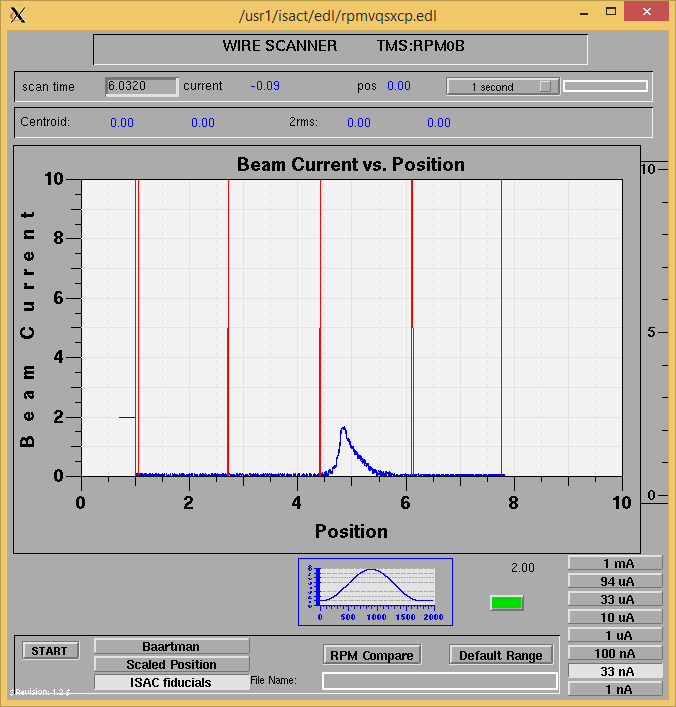 /usr1/isact/edl/rpmvqsxcp.edl
WIRE SCANNER TMS:RPM0B
scan time 6.0320 current -0.09 pos 0.00 1 second
Centroid: 0.00 0.00 2rms: 0.00 0.00
Beam Current vs. Position
10 10
8
6
5
4
2
0 0
Beam Current
0 2 4 6 8 10
Position
8
0 500 1000 1500 2000
2.00
1 mA
94 uA
33 uA
10 uA
1 uA
100 nA
33 nA
1 nA
START
Baartman
Scaled Position
ISAC fiducials
RPM Compare
Default Range
File Name:
$Revision: 1.2 $